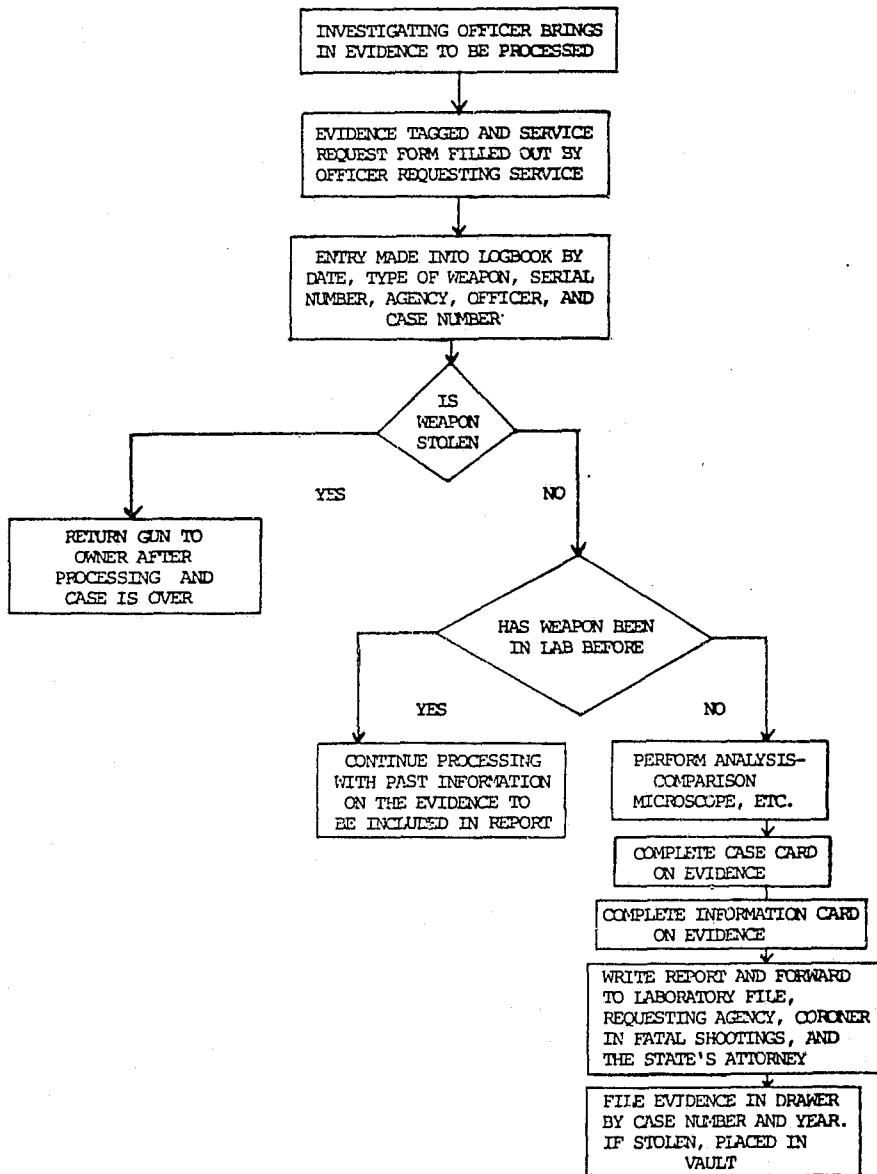 INVESTIGATING OFFICER BRINGS
IN EVIDENCE TO BE PROCESSED
EVIDENCE TAGGED AND SERVICE
REQUEST FORM FILLED OUT BY
OFFICER REQUESTING SERVICE
ENTRY MADE INTO LOGBOOK BY
DATE, TYPE OF WEAPON, SERIAL
NUMBER, AGENCY, OFFICER, AND
CASE NUMBER
IS
WEAPON
STOLEN
YES
NO
RETURN GUN TO
OWNER AFTER
PROCESSING AND
CASE IS OVER
HAS WEAPON BEEN
IN LAB BEFORE
YES
NO
CONTINUE PROCESSING
WITH PAST INFORMATION
ON THE EVIDENCE TO
BE INCLUDED IN REPORT
PERFORM ANALYSIS-
COMPARISON
MICROSCOPE, ETC.
COMPLETE CASE CARD
ON EVIDENCE
COMPLETE INFORMATION CARD
ON EVIDENCE
WRITE REPORT AND FORWARD
TO LABORATORY FILE,
REQUESTING AGENCY, CORONER
IN FATAL SHOOTINGS, AND
THE STATE'S ATTORNEY
FILE EVIDENCE IN DRAWER
BY CASE NUMBER AND YEAR.
IF STOLEN, PLACED IN
VAULT